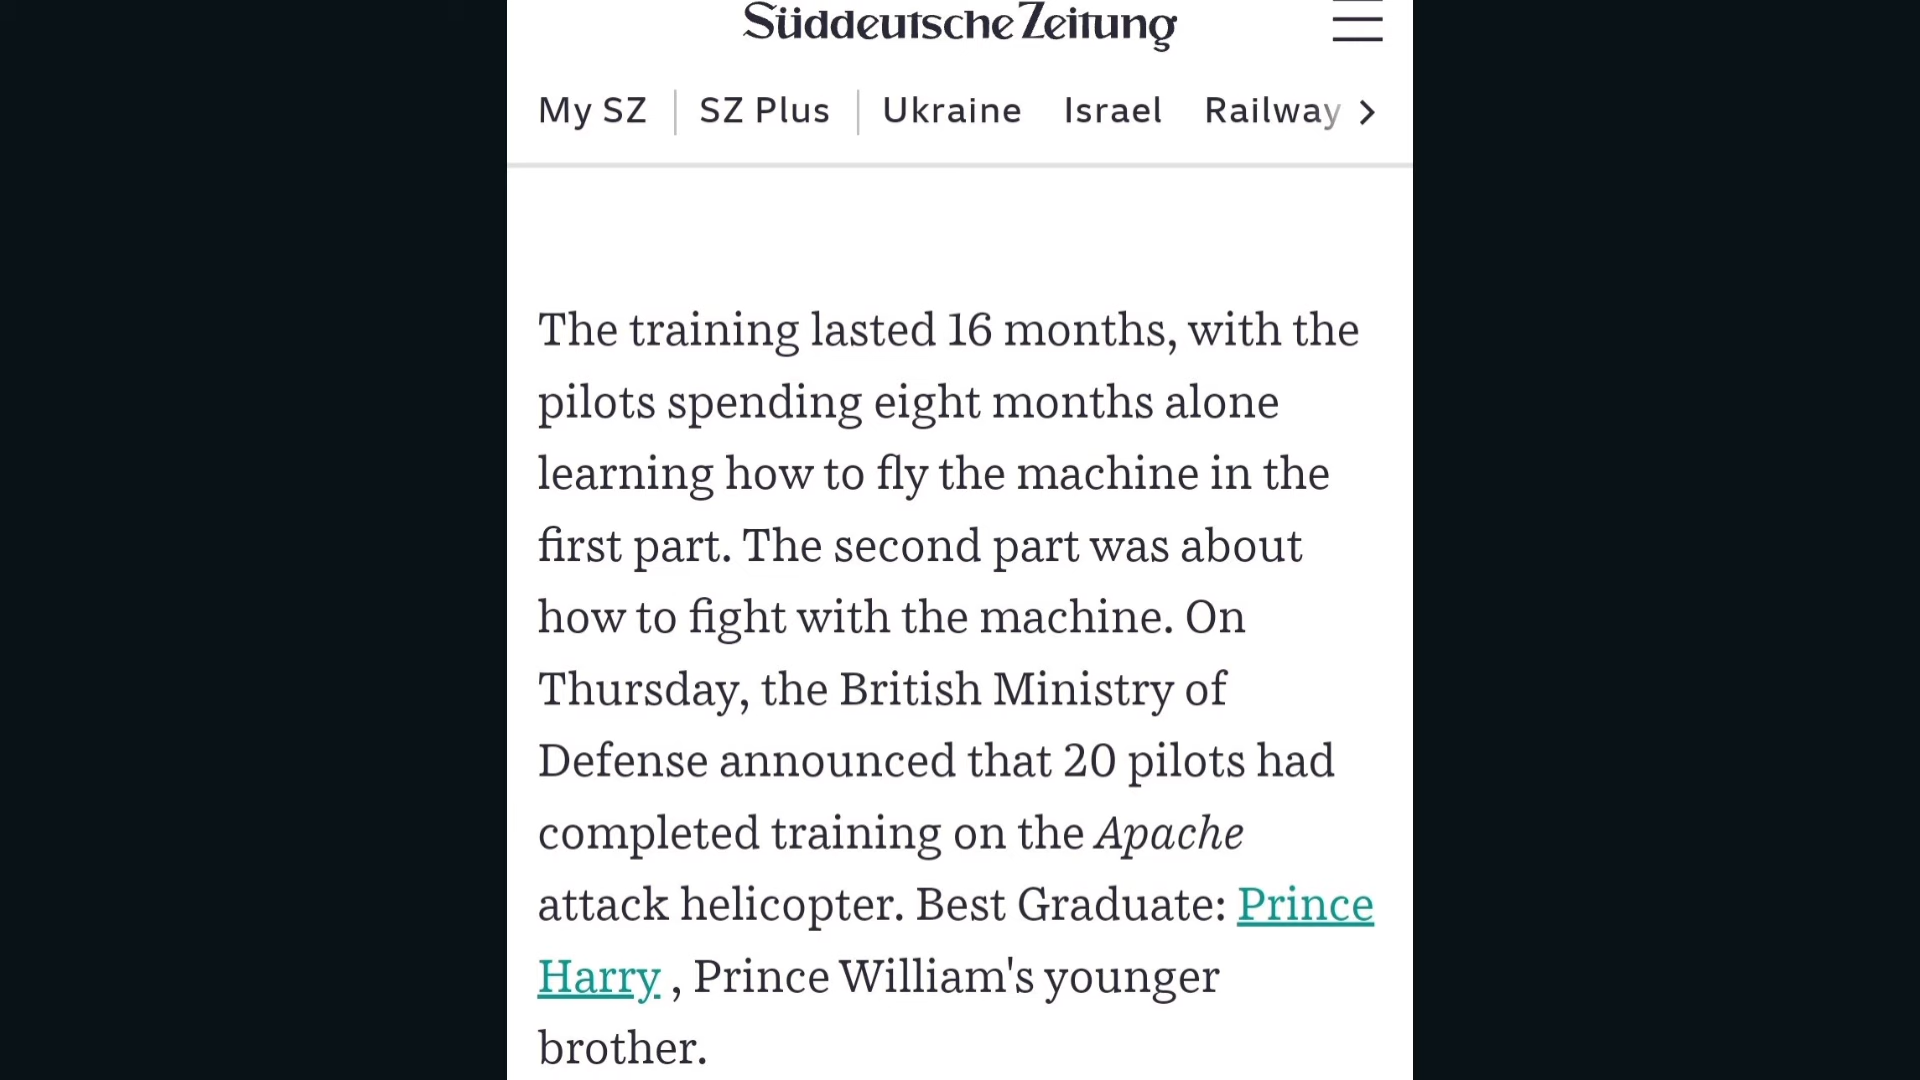 Süddeutsche Zeitung
My SZ SZ Plus Ukraine Israel Railway
The training lasted 16 months, with the
pilots spending eight months alone
learning how to fly the machine in the
first part. The second part was about
how to fight with the machine. On
Thursday, the British Ministry of
Defense announced that 20 pilots had
completed training on the Apache
attack helicopter. Best Graduate: Prince
Harry , Prince William's younger
brother.